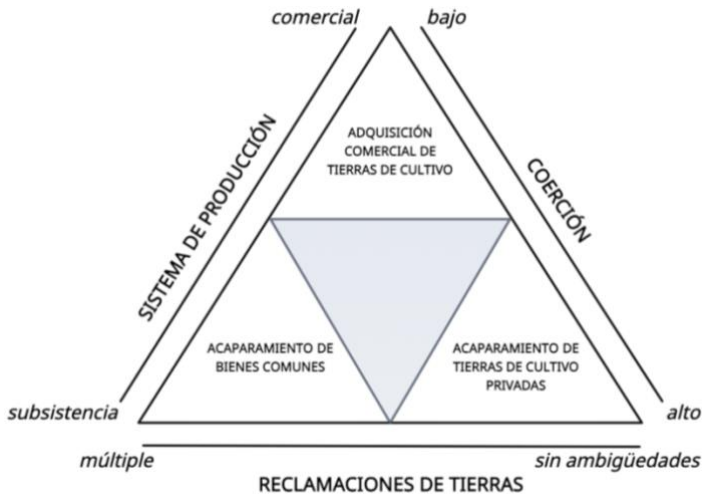 comercial
bajo
ADQUISICIÓN
COMERCIAL DE
TIERRAS DE CULTIVO
SISTEMA DE PRODUCCIÓN
COERCIÓN
ACAPARAMIENTO DE
BIENES COMUNES
ACAPARAMIENTO DE
TIERRAS DE CULTIVO
PRIVADAS
subsistencia
alto
múltiple
sin ambigüedades
RECLAMACIONES DE TIERRAS